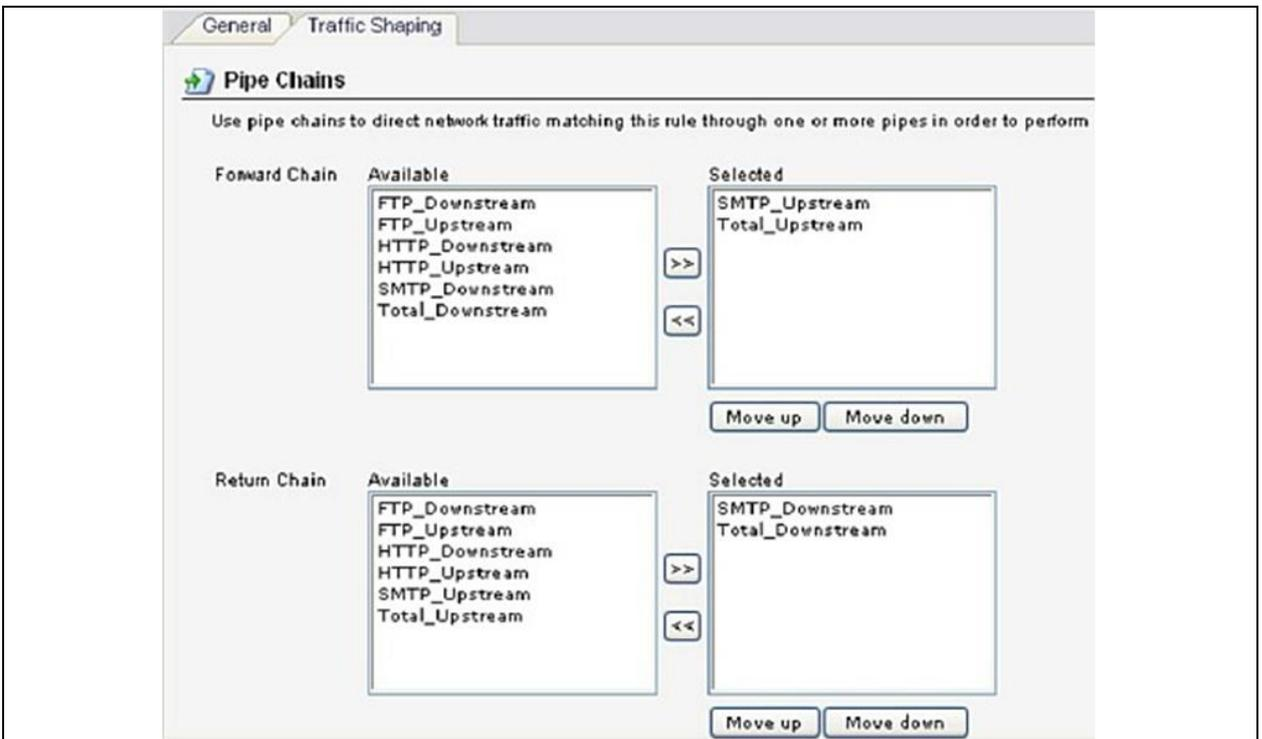 General Traffic Shaping
Pipe Chains
Use pipe chains to direct network traffic matching this rule through one or more pipes in order to perform
Forward Chain
Available
FTP_Downstream
FTP_Upstream
HTTP_Downstream
HTTP_Upstream
SMTP_Downstream
Total_Downstream
>>
<<
Selected
SMTP_Upstream
Total_Upstream
Move up Move down
Return Chain
Available
FTP_Downstream
FTP_Upstream
HTTP_Downstream
HTTP_Upstream
SMTP_Upstream
Total_Upstream
>>
<<
Selected
SMTP_Downstream
Total_Downstream
Move up Move down